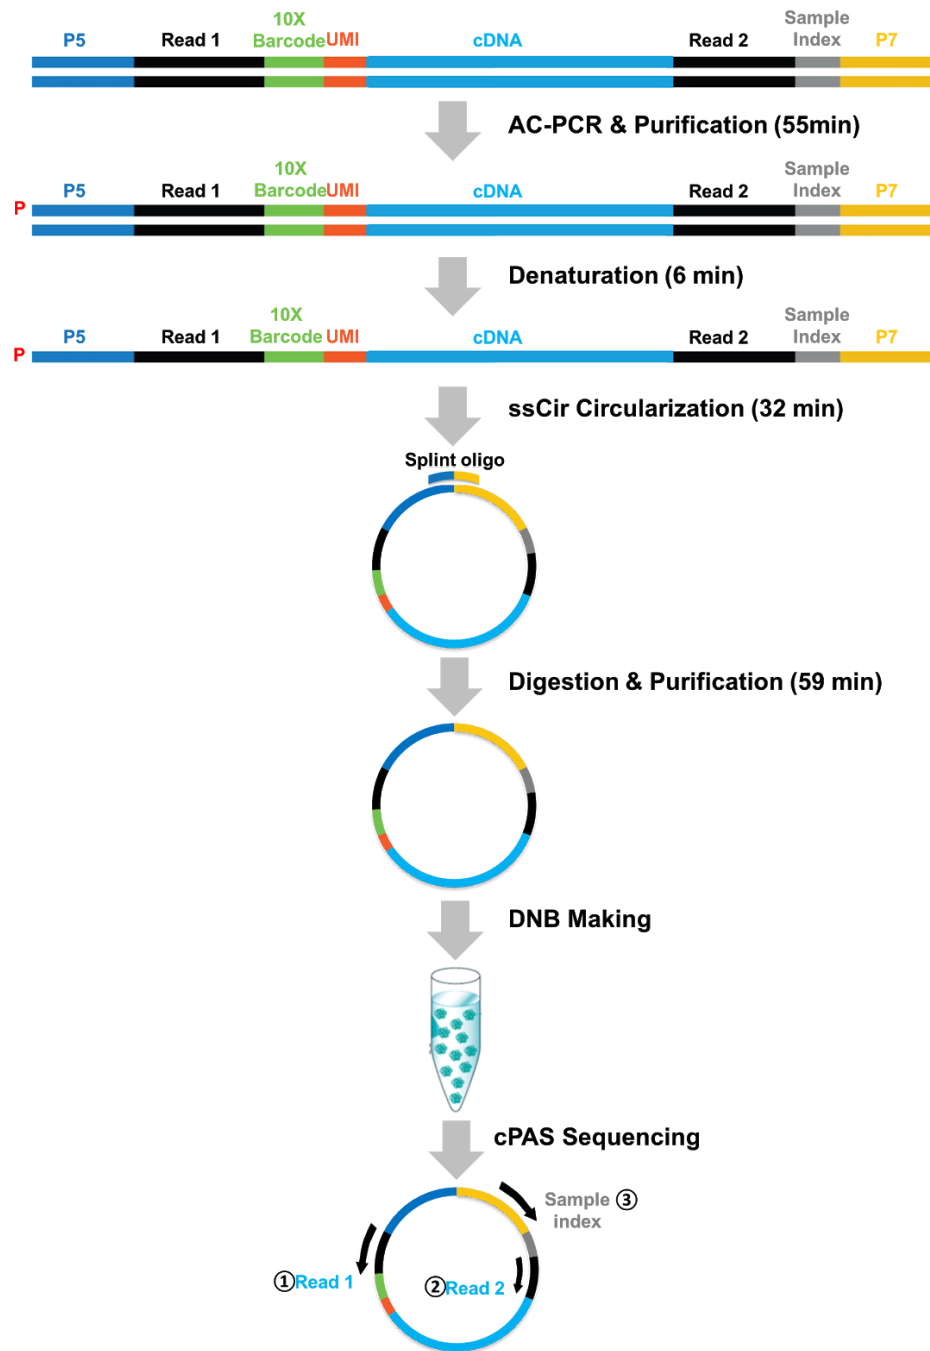 10X
Sample
P5 Read 1 Barcode UMI cDNA Read 2 Index P7
AC-PCR & Purification (55min)
10X
Sample
P5 Read 1 Barcode UMI cDNA Read 2 Index P7
P
Denaturation (6 min)
10X
Sample
P5 Read 1 Barcode UMI cDNA Read 2 Index P7
P
ssCir Circularization (32 min)
Splint oligo
Digestion & Purification (59 min)
DNB Making
cPAS Sequencing
Sample ③
index
①Read 1
②Read 2